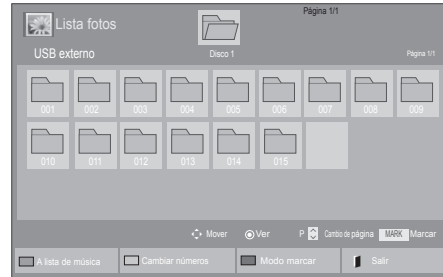 Página 1/1
Lista fotos
USB externo
Disco 1
Página 1/1
001 002 003 004 005 006 007 008 009
010 011 012 013 014 015
Mover Ver P Cambio de página MARK Marcar
A lista de música Cambiar números Modo marcar Salir